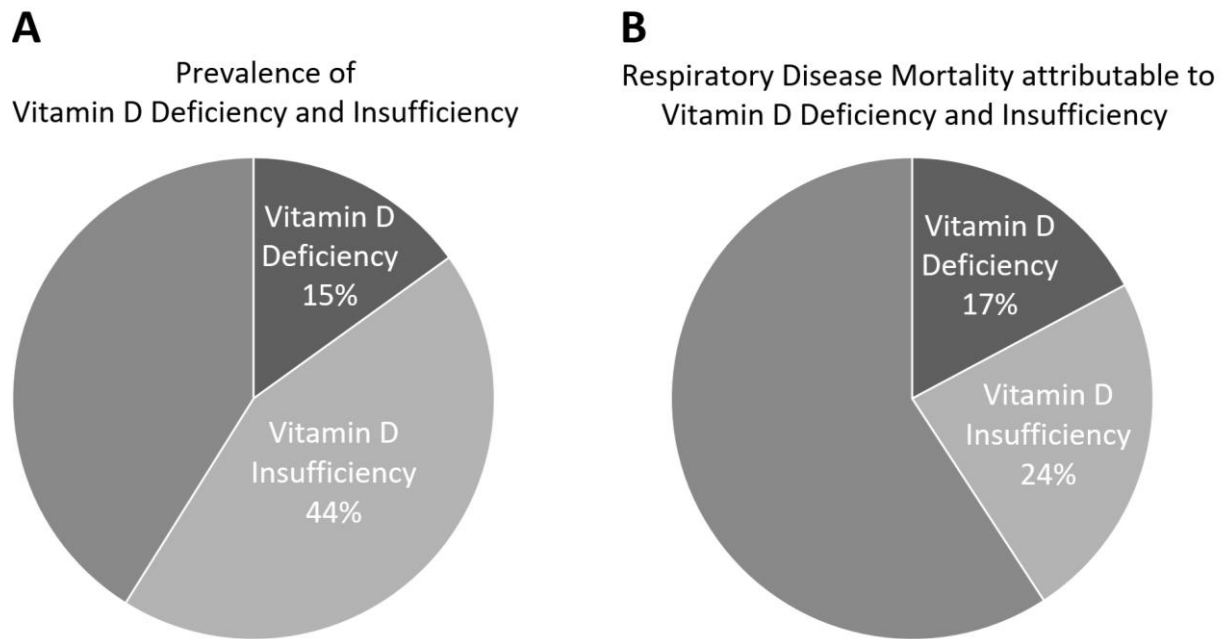 A
Prevalence of
Vitamin D Deficiency and Insufficiency
Vitamin D
Deficiency
15%
Vitamin D
Insufficiency
44%
B
Respiratory Disease Mortality attributable to
Vitamin D Deficiency and Insufficiency
Vitamin D
Deficiency
17%
Vitamin D
Insufficiency
24%